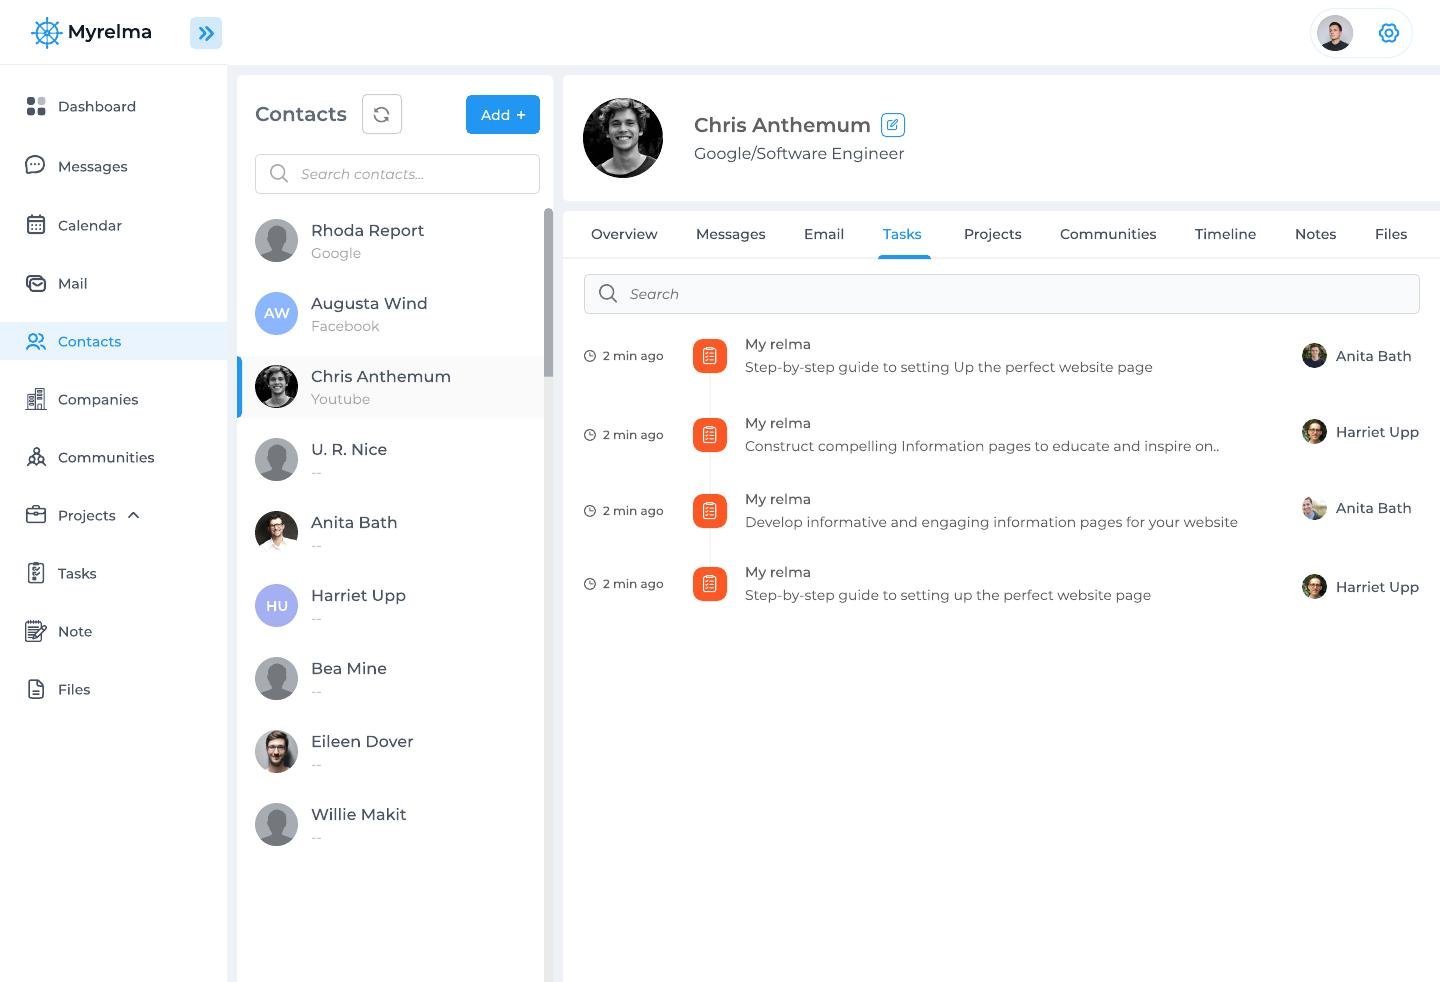 Myrelma
Dashboard
Messages
Calendar
Mail
Contacts
Companies
Communities
Projects
Tasks
Note
Files
Contacts
Add +
Search contacts...
Rhoda Report
Google
Augusta Wind
AW
Facebook
Chris Anthemum
Youtube
U. R. Nice
--
Anita Bath
--
Harriet Upp
HU
--
Bea Mine
--
Eileen Dover
--
Willie Makit
--
Chris Anthemum
Google/Software Engineer
Overview Messages Email Tasks Projects Communities Timeline Notes Files
Search
My relma
2 min ago
Step-by-step guide to setting Up the perfect website page
Anita Bath
My relma
2 min ago
Construct compelling Information pages to educate and inspire on..
Harriet Upp
My relma
2 min ago
Develop informative and engaging information pages for your website
Anita Bath
My relma
2 min ago
Step-by-step guide to setting up the perfect website page
Harriet Upp